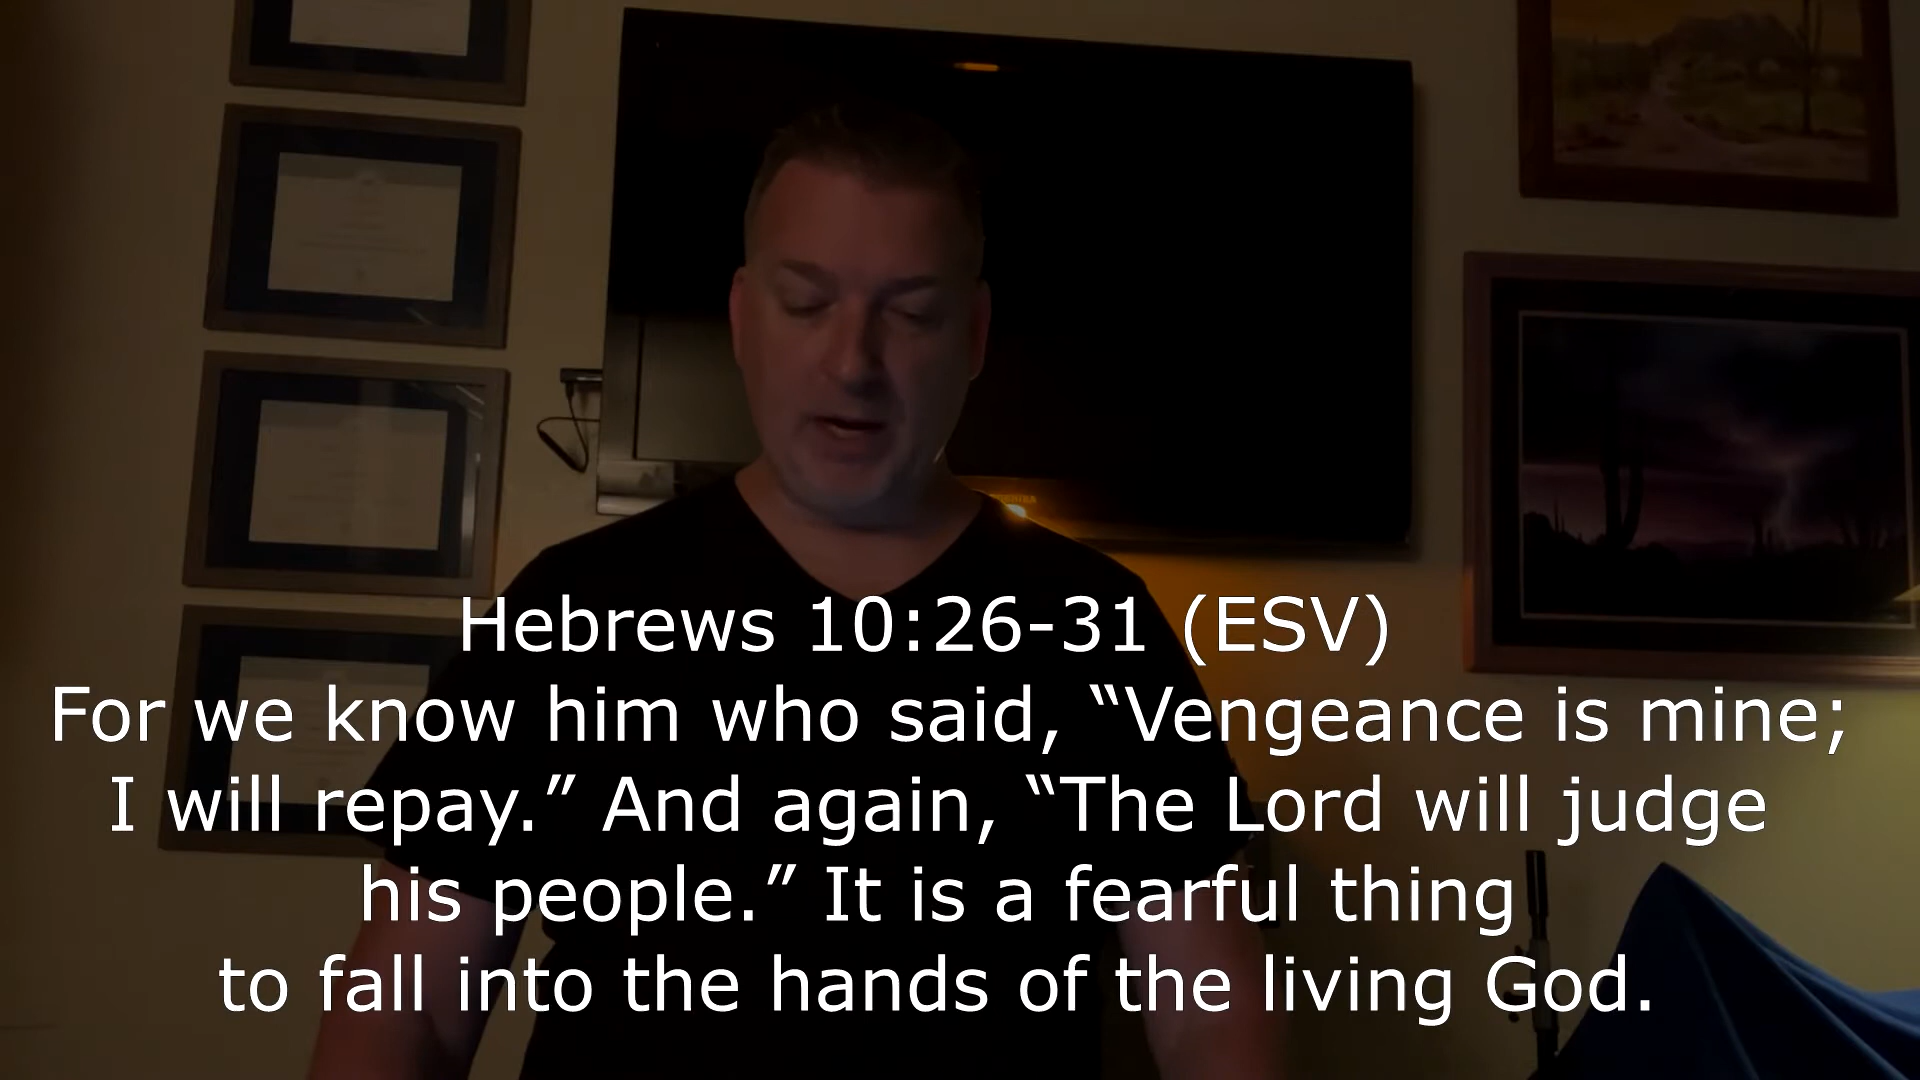 Hebrews 10:26-31 (ESV)
For we know him who said, “Vengeance is mine;
I will repay.” And again, “The Lord will judge
his people.” It is a fearful thing
to fall into the hands of the living God.